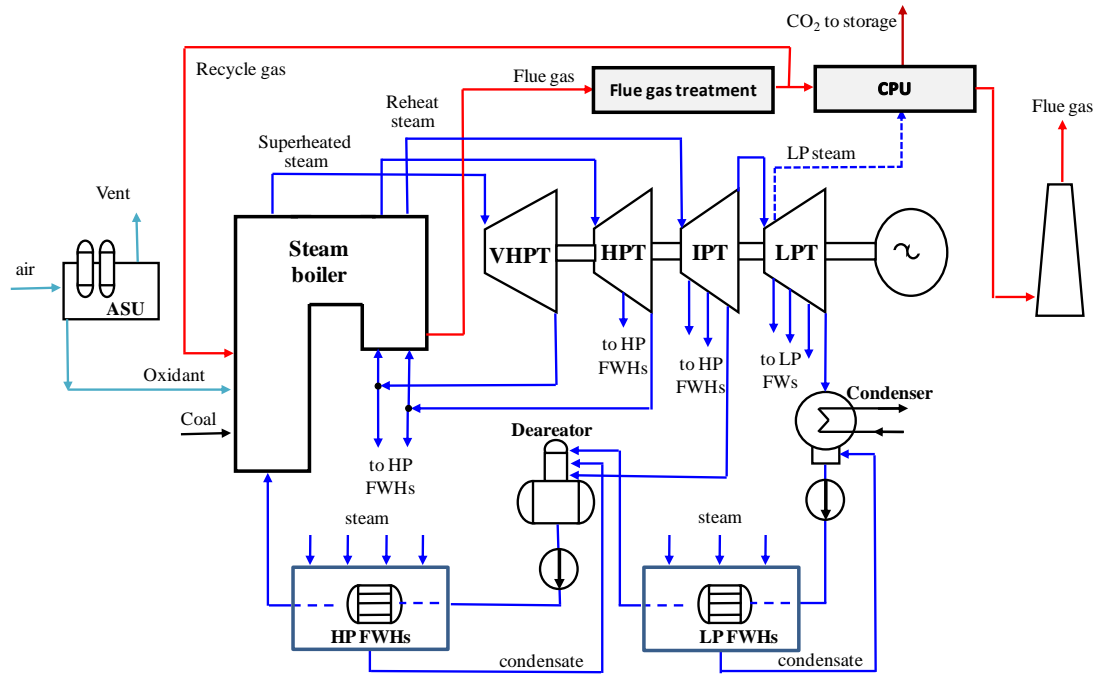 CO2 to storage
Recycle gas
Flue gas
Flue gas treatment
CPU
Flue gas
Reheat
steam
Superheated
steam
LP steam
Vent
air
ASU
Steam
boiler
VHPT
HPT
IPT
LPT
Oxidant
Coal
to HP
FWHs
to HP
FWHs
to LP
FWs
Condenser
Deareator
to HP
FWHs
steam
steam
HP FWHs
LP FWHs
condensate
condensate